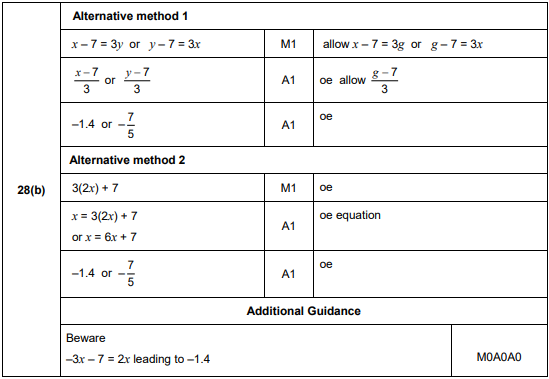 Alternative method 1
x – 7 = 3y or y – 7 = 3x
M1
allow x – 7 = 3g or g – 7 = 3x
x – 7 / 3 or y – 7 / 3
A1
oe allow g – 7 / 3
–1.4 or – 7 / 5
A1
oe
Alternative method 2
28(b)
3(2x) + 7
M1
oe
x = 3(2x) + 7
or x = 6x + 7
A1
oe equation
–1.4 or – 7 / 5
A1
oe
Additional Guidance
Beware
–3x – 7 = 2x leading to –1.4
M0A0A0